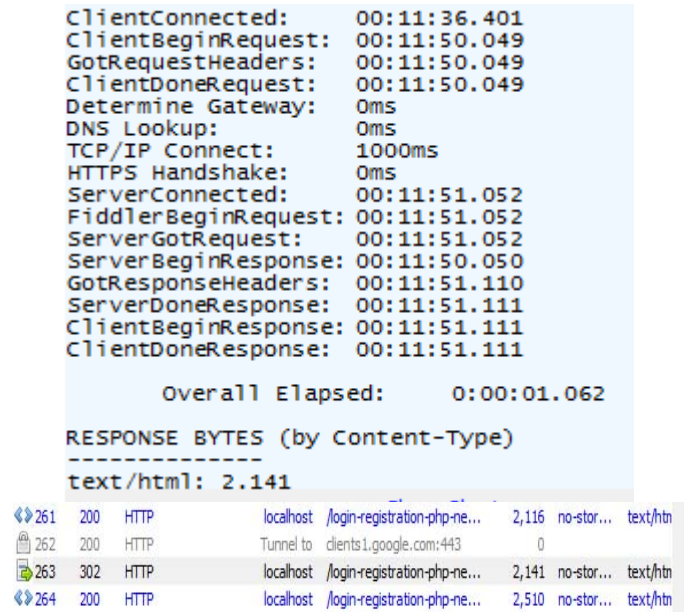 ClientConnected: 00:11:36.401
ClientBeginRequest: 00:11:50.049
GotRequestHeaders: 00:11:50.049
ClientDoneRequest: 00:11:50.049
Determine Gateway: 0ms
DNS Lookup: 0ms
TCP/IP Connect: 1000ms
HTTPS Handshake: 0ms
ServerConnected: 00:11:51.052
FiddlerBeginRequest: 00:11:51.052
ServerGotRequest: 00:11:51.052
ServerBeginResponse: 00:11:50.050
GotResponseHeaders: 00:11:51.110
ServerDoneResponse: 00:11:51.111
ClientBeginResponse: 00:11:51.111
ClientDoneResponse: 00:11:51.111
Overall Elapsed: 0:00:01.062
RESPONSE BYTES (by Content-Type)
--------------
text/html: 2.141
261 200 HTTP localhost /login-registration-php-ne... 2,116 no-stor... text/htn
262 200 HTTP Tunnel to clients1.google.com:443 0
263 302 HTTP localhost /login-registration-php-ne... 2,141 no-stor... text/htn
264 200 HTTP localhost /login-registration-php-ne... 2,510 no-stor... text/htn